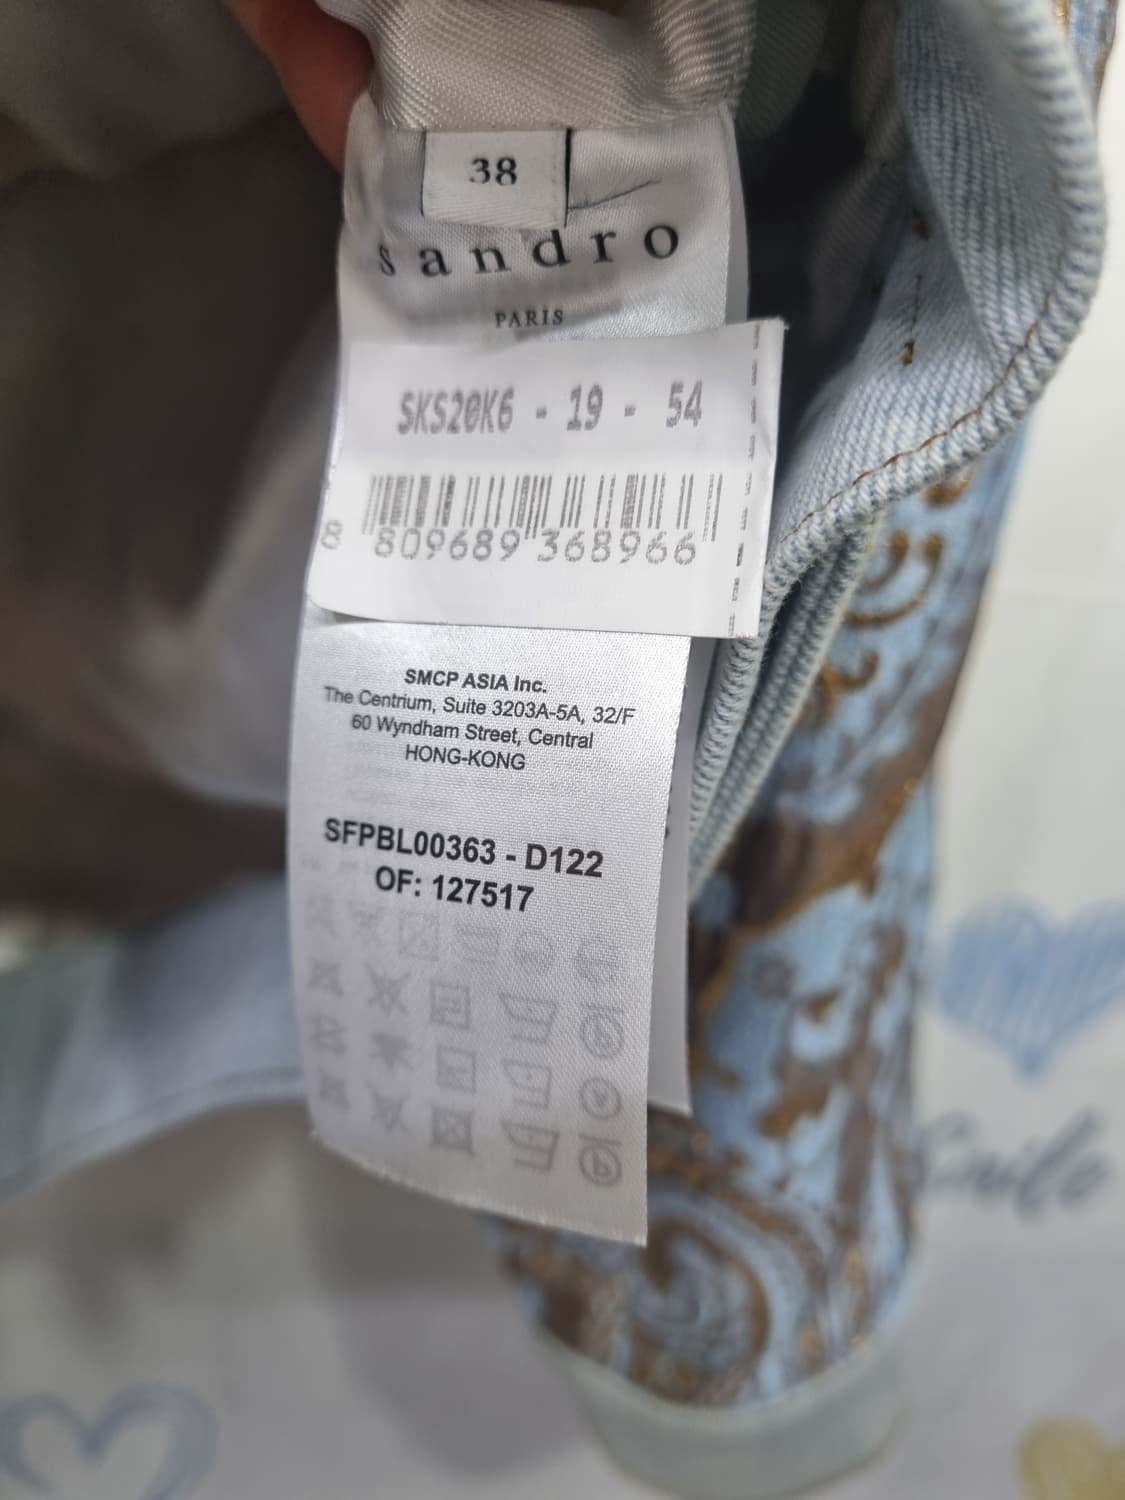 38
sandro
PARIS
SKS20K6 - 19 - 54
8 809689 368966
SMCP ASIA Inc.
The Centrium, Suite 3203A-5A, 32/F
60 Wyndham Street, Central
HONG-KONG
SFPBL00363 - D122
OF: 127517
Smile